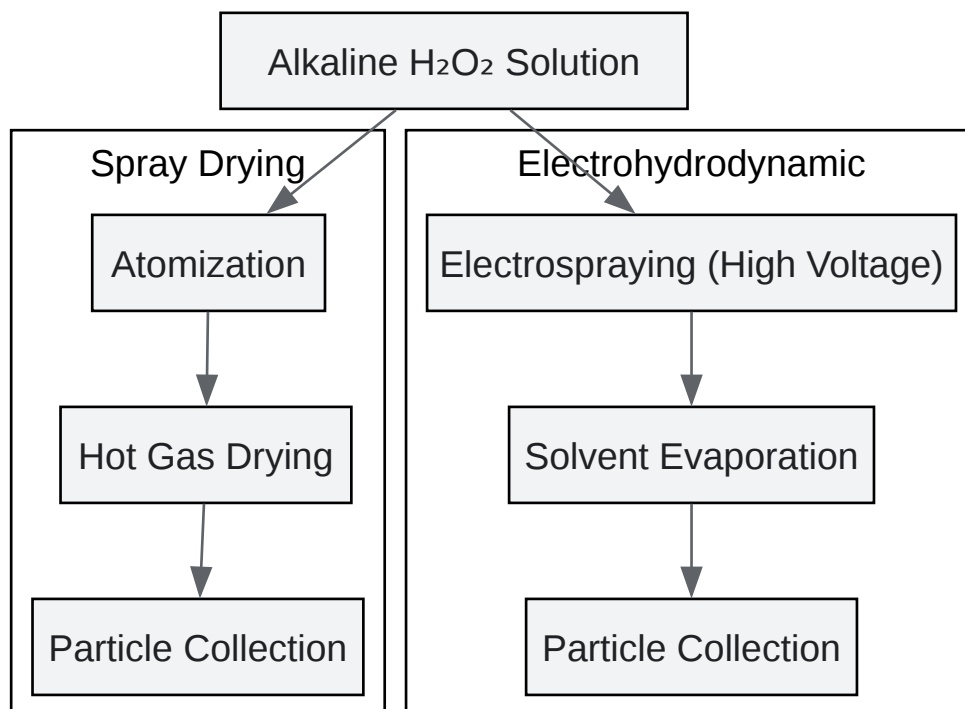 Alkaline H₂O₂ Solution
Spray Drying
Atomization
Hot Gas Drying
Particle Collection
Electrohydrodynamic
Electrospraying (High Voltage)
Solvent Evaporation
Particle Collection